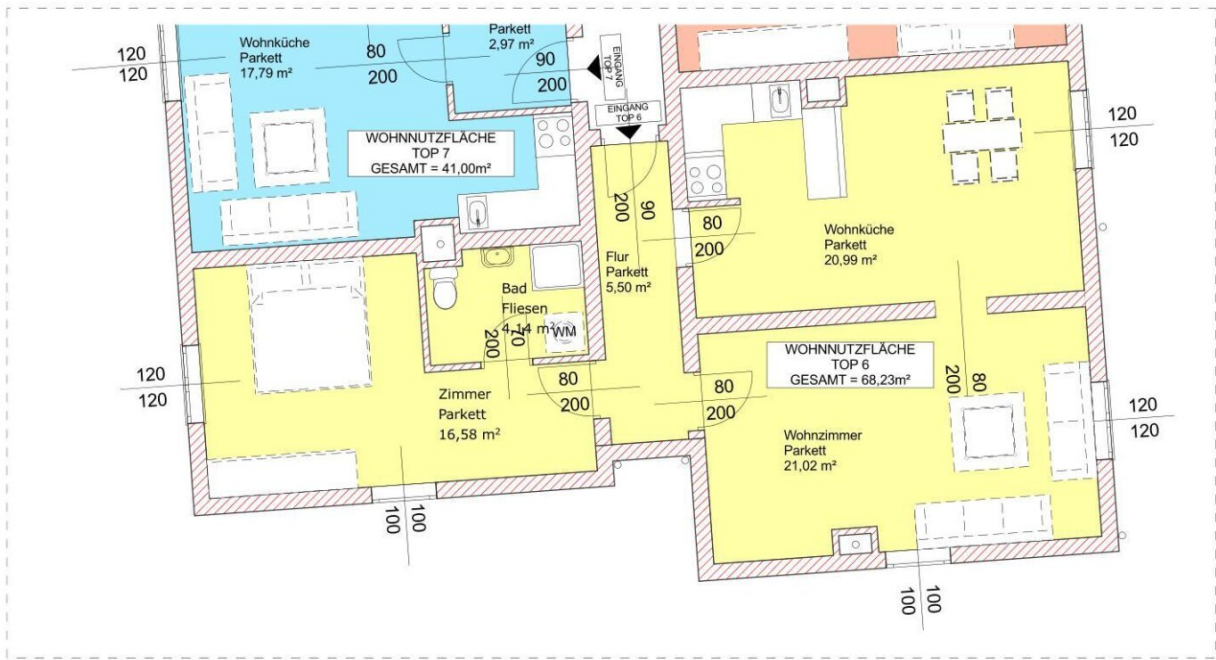 Wohnküche
Parkett
17,79 m²
Parkett
2,97 m²
80
200
90
200
120
120
EINGANG
TOP 7
EINGANG
TOP 6
WOHNNUTZFLÄCHE
TOP 7
GESAMT = 41,00m²
120
120
200
90
80
200
Wohnküche
Parkett
20,99 m²
Flur
Parkett
5,50 m²
Bad
Fliesen
4,14 m²
WM
200
70
120
120
80
200
Zimmer
Parkett
16,58 m²
80
200
WOHNNUTZFLÄCHE
TOP 6
GESAMT = 68,23m²
200
80
Wohnzimmer
Parkett
21,02 m²
120
120
100
100
100
100